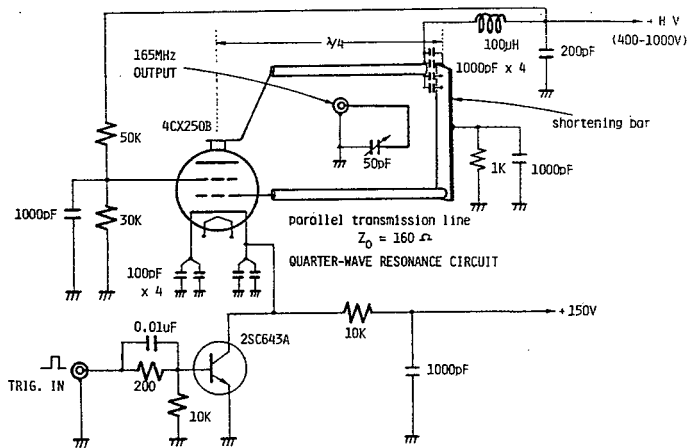 + H V
(400-1000V)
λ/4
100μH
200pF
165MHz
OUTPUT
1000pF x 4
4CX250B
shortening bar
50K
50pF
1K
1000pF
1000pF
30K
parallel transmission line
Z₀ = 160 Ω
QUARTER-WAVE RESONANCE CIRCUIT
100pF
x 4
+150V
0.01uF
2SC643A
10K
TRIG. IN
200
10K
1000pF